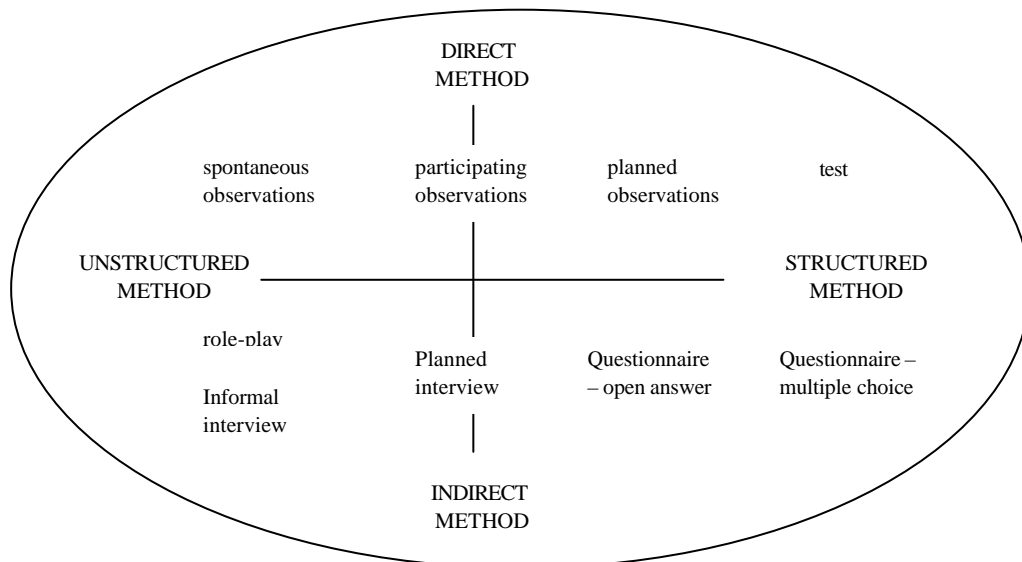 DIRECT
METHOD
spontaneous
observations
participating
observations
planned
observations
test
UNSTRUCTURED
METHOD
STRUCTURED
METHOD
role-play
Informal
interview
Planned
interview
Questionnaire
– open answer
Questionnaire –
multiple choice
INDIRECT
METHOD